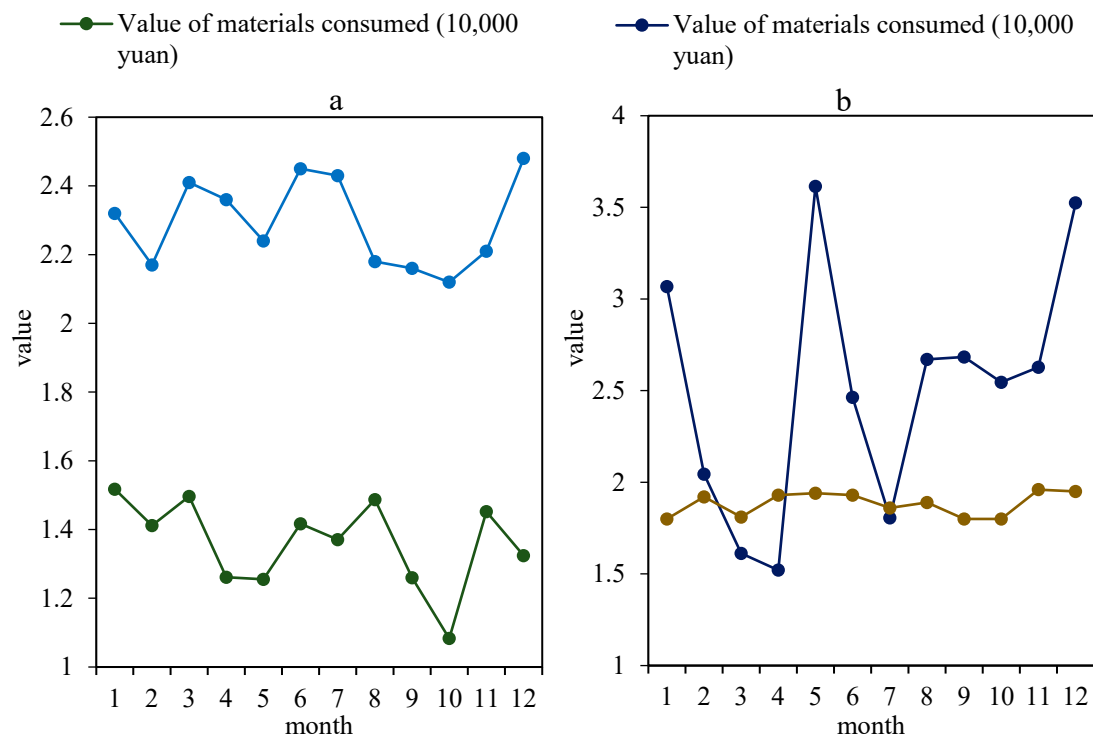 Value of materials consumed (10,000
yuan)
a
2.6
2.4
2.2
2
1.8
1.6
1.4
1.2
1
value
1 2 3 4 5 6 7 8 9 10 11 12
month
Value of materials consumed (10,000
yuan)
b
4
3.5
3
2.5
2
1.5
1
value
1 2 3 4 5 6 7 8 9 10 11 12
month